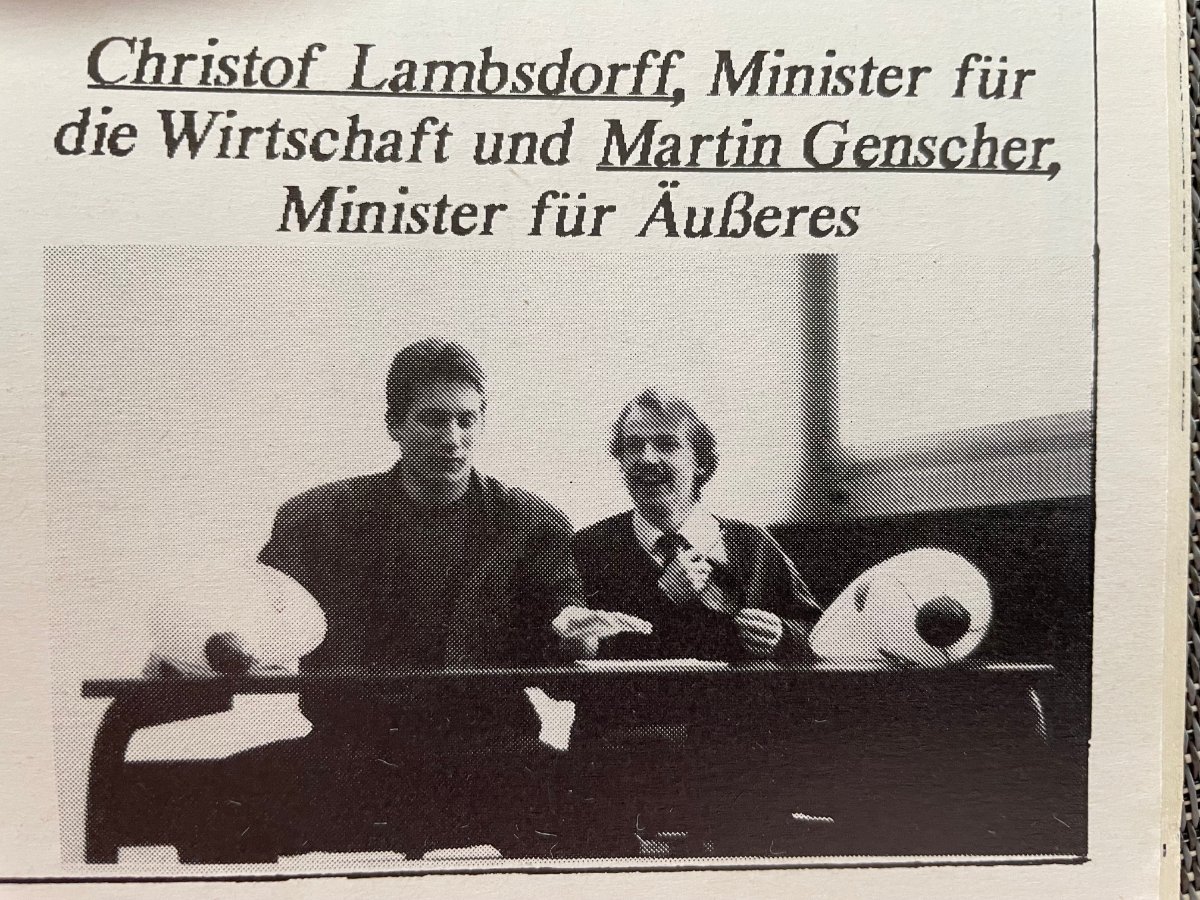 Christof Lambsdorff, Minister für
die Wirtschaft und Martin Genscher,
Minister für Äußeres